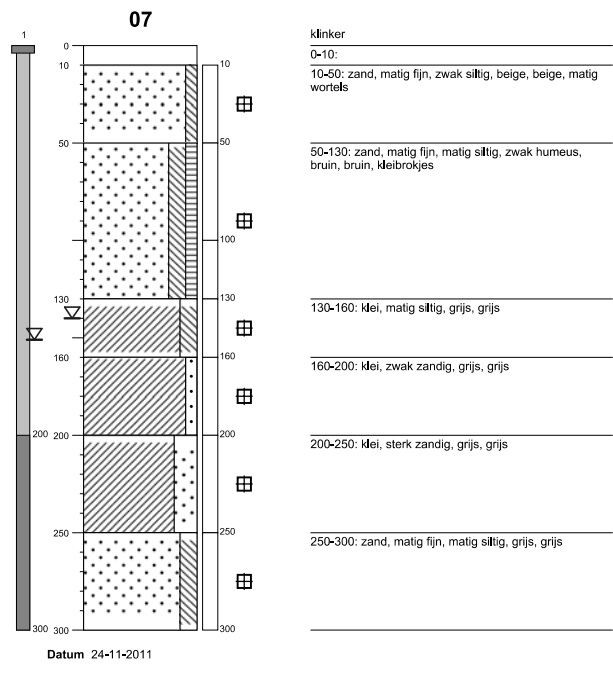 07
1
klinker
0
0-10:
10
10
10-50: zand, matig fijn, zwak siltig, beige, beige, matig
wortels
50
50
50-130: zand, matig fijn, matig siltig, zwak humeus,
bruin, bruin, kleibrokjes
100
130
130
130-160: klei, matig siltig, grijs, grijs
160
160
160-200: klei, zwak zandig, grijs, grijs
200
200
200
200-250: klei, sterk zandig, grijs, grijs
250
250
250-300: zand, matig fijn, matig siltig, grijs, grijs
300
300
300
Datum 24-11-2011